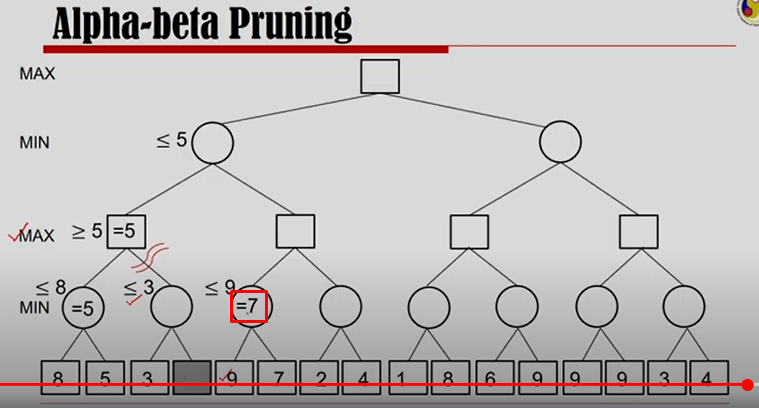 Alpha-beta Pruning
MAX
MIN ≤ 5
MAX ≥ 5 =5
≤ 8 ≤ 3 ≤ 9
MIN =5 =7
8 5 3 9 7 2 4 1 8 6 9 9 9 3 4